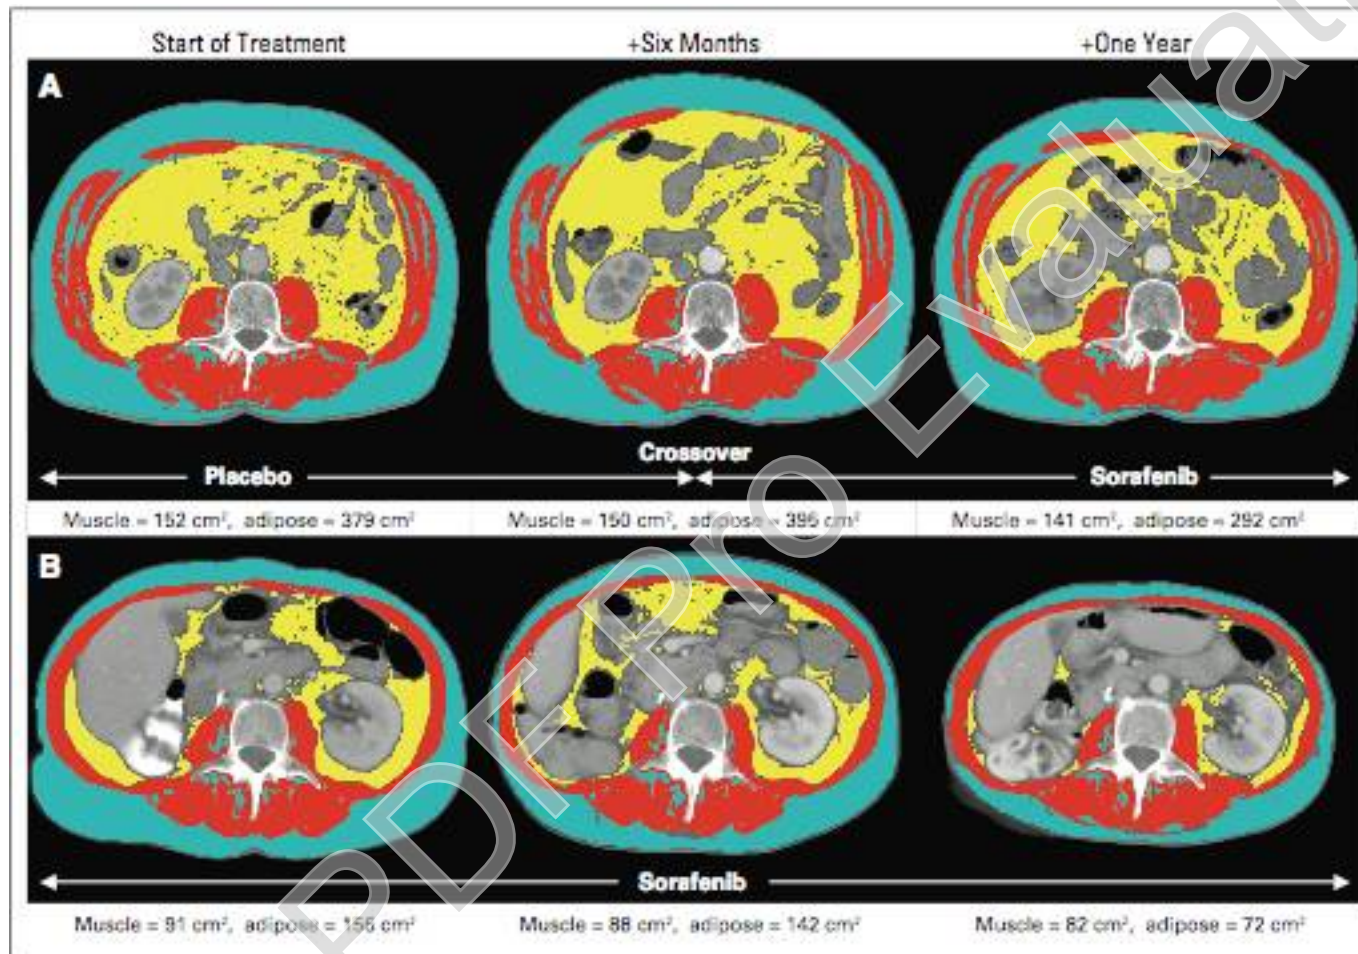 Start of Treatment
+Six Months
+One Year
A
Crossover
Placebo
Sorafenib
Muscle = 152 cm², adipose = 379 cm²
Muscle = 150 cm², adipose = 395 cm²
Muscle = 141 cm², adipose = 292 cm²
B
Sorafenib
Muscle = 91 cm², adipose = 156 cm²
Muscle = 88 cm², adipose = 142 cm²
Muscle = 82 cm², adipose = 72 cm²
PDF Pro Evaluati